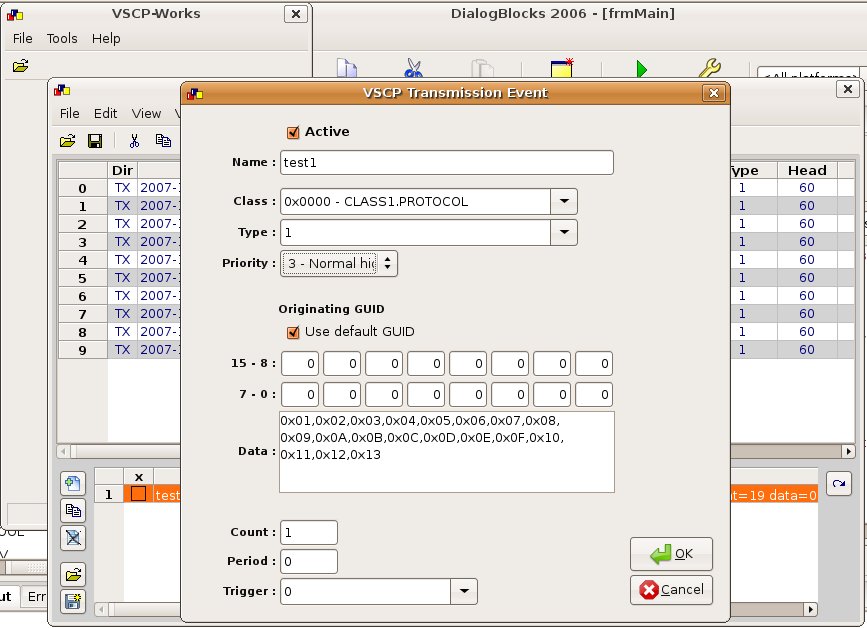 VSCP-Works
DialogBlocks 2006 - [frmMain]
File Tools Help
File Edit View
VSCP Transmission Event
Active
Name : test1
Class : 0x0000 - CLASS1.PROTOCOL
Type : 1
Priority : 3 - Normal hig
Originating GUID
Use default GUID
15 - 8 : 0 0 0 0 0 0 0 0
7 - 0 : 0 0 0 0 0 0 0 0
Data :
0x01,0x02,0x03,0x04,0x05,0x06,0x07,0x08,
0x09,0x0A,0x0B,0x0C,0x0D,0x0E,0x0F,0x10,
0x11,0x12,0x13
Count : 1
Period : 0
Trigger : 0
OK
Cancel
Dir ype Head
0 TX 2007-1 1 60
1 TX 2007-1 1 60
2 TX 2007-1 1 60
3 TX 2007-1 1 60
4 TX 2007-1 1 60
5 TX 2007-1 1 60
6 TX 2007-1 1 60
7 TX 2007-1 1 60
8 TX 2007-1 1 60
9 TX 2007-1 1 60
x
1 test nt=19 data=0
ut Err